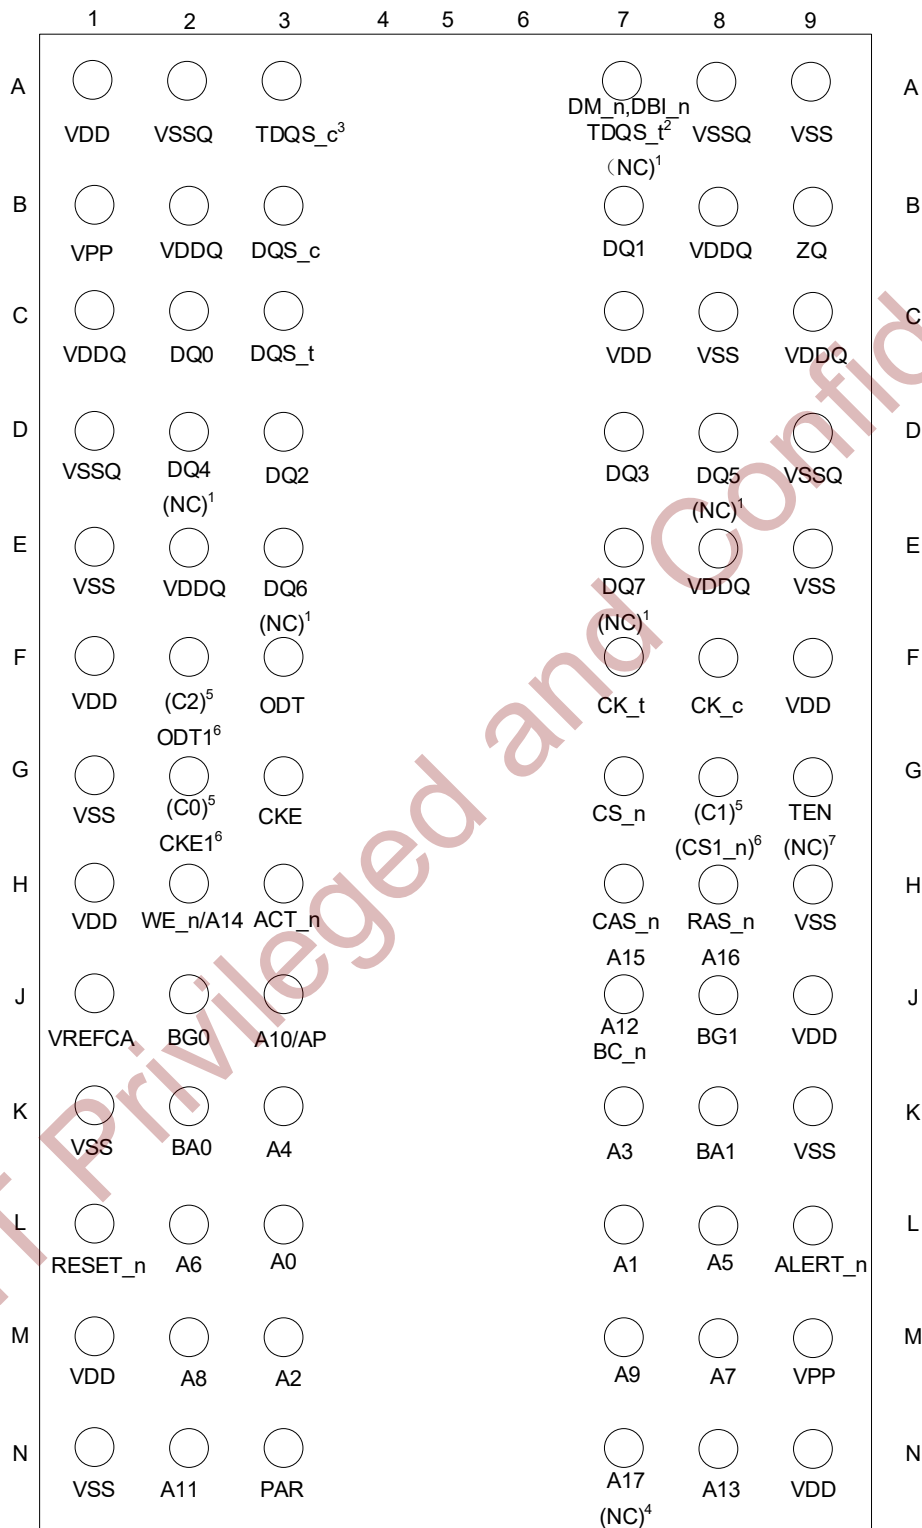 1 2 3 4 5 6 7 8 9
A A
DM_n,DBI_n
VDD VSSQ TDQS_c³ TDQS_t² VSSQ VSS
（NC)¹
B B
VPP VDDQ DQS_c DQ1 VDDQ ZQ
C C
VDDQ DQ0 DQS_t VDD VSS VDDQ
D D
VSSQ DQ4 DQ2 DQ3 DQ5 VSSQ
(NC)¹ (NC)¹
E E
VSS VDDQ DQ6 DQ7 VDDQ VSS
(NC)¹ (NC)¹
F F
VDD (C2)⁵ ODT CK_t CK_c VDD
ODT1⁶
G G
VSS (C0)⁵ CKE CS_n (C1)⁵ TEN
CKE1⁶ (CS1_n)⁶ (NC)⁷
H H
VDD WE_n/A14 ACT_n CAS_n RAS_n VSS
A15 A16
J J
VREFCA BG0 A10/AP A12 BG1 VDD
BC_n
K K
VSS BA0 A4 A3 BA1 VSS
L L
RESET_n A6 A0 A1 A5 ALERT_n
M M
VDD A8 A2 A9 A7 VPP
N N
VSS A11 PAR A17 A13 VDD
(NC)⁴
Privileged and Confid